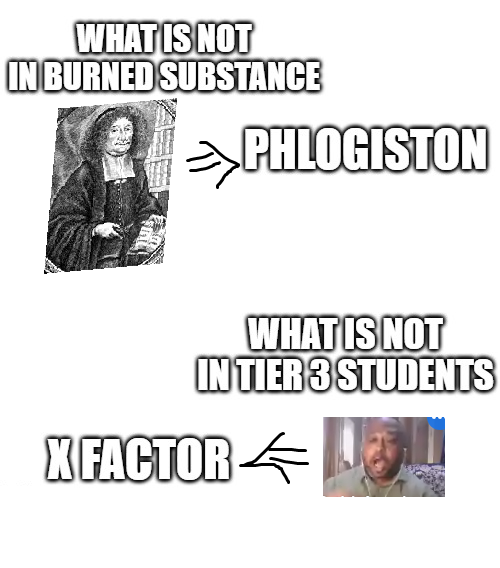 WHAT IS NOT
IN BURNED SUBSTANCE
PHLOGISTON
WHAT IS NOT
IN TIER 3 STUDENTS
X FACTOR